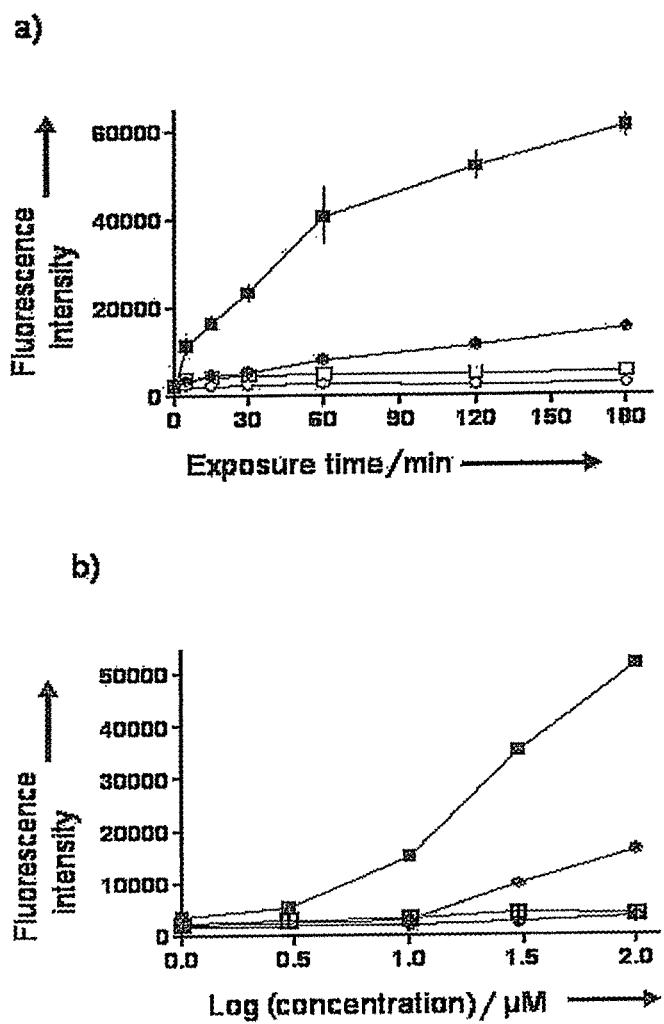 a)
60000
40000
20000
0
Fluorescence
Intensity
0 30 60 90 120 150 180
Exposure time/min
b)
50000
40000
30000
20000
10000
0
Fluorescence
intensity
0.0 0.5 1.0 1.5 2.0
Log (concentration) / µM